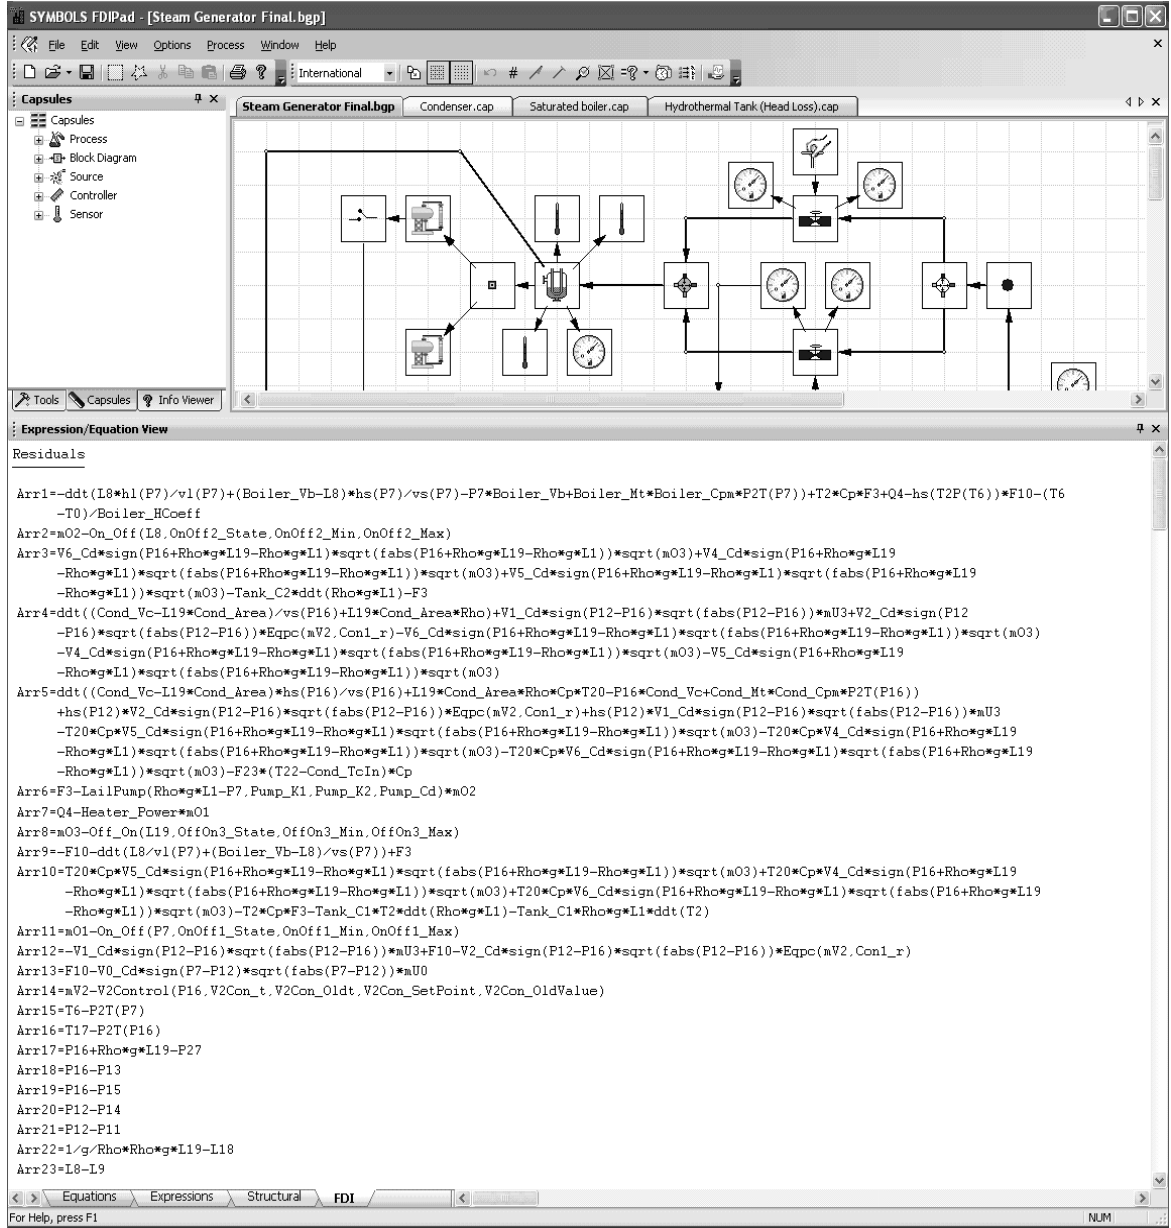 SYMBOLS FDIPad - [Steam Generator Final.bgp]
File Edit View Options Process Window Help
International
Capsules
Steam Generator Final.bgp Condenser.cap Saturated boiler.cap Hydrothermal Tank (Head Loss).cap
Capsules
Process
Block Diagram
Source
Controller
Sensor
Tools Capsules Info Viewer
Expression/Equation View
Residuals
Arr1=-ddt(L8*hl(P7)/vl(P7)+(Boiler_Vb-L8)*hs(P7)/vs(P7)-P7*Boiler_Vb+Boiler_Mt*Boiler_Cpm*P2T(P7))+T2*Cp*F3+Q4-hs(T2P(T6))*F10-(T6
-T0)/Boiler_HCoeff
Arr2=mO2-On_Off(L8,OnOff2_State,OnOff2_Min,OnOff2_Max)
Arr3=V6_Cd*sign(P16+Rho*g*L19-Rho*g*L1)*sqrt(fabs(P16+Rho*g*L19-Rho*g*L1))*sqrt(mO3)+V4_Cd*sign(P16+Rho*g*L19
-Rho*g*L1)*sqrt(fabs(P16+Rho*g*L19-Rho*g*L1))*sqrt(mO3)+V5_Cd*sign(P16+Rho*g*L19-Rho*g*L1)*sqrt(fabs(P16+Rho*g*L19
-Rho*g*L1))*sqrt(mO3)-Tank_C2*ddt(Rho*g*L1)-F3
Arr4=ddt((Cond_Vc-L19*Cond_Area)/vs(P16)+L19*Cond_Area*Rho)+V1_Cd*sign(P12-P16)*sqrt(fabs(P12-P16))*mU3+V2_Cd*sign(P12
-P16)*sqrt(fabs(P12-P16))*Eqpc(mV2,Con1_r)-V6_Cd*sign(P16+Rho*g*L19-Rho*g*L1)*sqrt(fabs(P16+Rho*g*L19-Rho*g*L1))*sqrt(mO3)
-V4_Cd*sign(P16+Rho*g*L19-Rho*g*L1)*sqrt(fabs(P16+Rho*g*L19-Rho*g*L1))*sqrt(mO3)-V5_Cd*sign(P16+Rho*g*L19
-Rho*g*L1)*sqrt(fabs(P16+Rho*g*L19-Rho*g*L1))*sqrt(mO3)
Arr5=ddt((Cond_Vc-L19*Cond_Area)*hs(P16)/vs(P16)+L19*Cond_Area*Rho*Cp*T20-P16*Cond_Vc+Cond_Mt*Cond_Cpm*P2T(P16))
+hs(P12)*V2_Cd*sign(P12-P16)*sqrt(fabs(P12-P16))*Eqpc(mV2,Con1_r)+hs(P12)*V1_Cd*sign(P12-P16)*sqrt(fabs(P12-P16))*mU3
-T20*Cp*V5_Cd*sign(P16+Rho*g*L19-Rho*g*L1)*sqrt(fabs(P16+Rho*g*L19-Rho*g*L1))*sqrt(mO3)-T20*Cp*V4_Cd*sign(P16+Rho*g*L19
-Rho*g*L1)*sqrt(fabs(P16+Rho*g*L19-Rho*g*L1))*sqrt(mO3)-T20*Cp*V6_Cd*sign(P16+Rho*g*L19-Rho*g*L1)*sqrt(fabs(P16+Rho*g*L19
-Rho*g*L1))*sqrt(mO3)-F23*(T22-Cond_TcIn)*Cp
Arr6=F3-LailPump(Rho*g*L1-P7,Pump_K1,Pump_K2,Pump_Cd)*mO2
Arr7=Q4-Heater_Power*mO1
Arr8=mO3-Off_On(L19,OffOn3_State,OffOn3_Min,OffOn3_Max)
Arr9=-F10-ddt(L8/vl(P7)+(Boiler_Vb-L8)/vs(P7))+F3
Arr10=T20*Cp*V5_Cd*sign(P16+Rho*g*L19-Rho*g*L1)*sqrt(fabs(P16+Rho*g*L19-Rho*g*L1))*sqrt(mO3)+T20*Cp*V4_Cd*sign(P16+Rho*g*L19
-Rho*g*L1)*sqrt(fabs(P16+Rho*g*L19-Rho*g*L1))*sqrt(mO3)+T20*Cp*V6_Cd*sign(P16+Rho*g*L19-Rho*g*L1)*sqrt(fabs(P16+Rho*g*L19
-Rho*g*L1))*sqrt(mO3)-T2*Cp*F3-Tank_C1*T2*ddt(Rho*g*L1)-Tank_C1*Rho*g*L1*ddt(T2)
Arr11=mO1-On_Off(P7,OnOff1_State,OnOff1_Min,OnOff1_Max)
Arr12=-V1_Cd*sign(P12-P16)*sqrt(fabs(P12-P16))*mU3+F10-V2_Cd*sign(P12-P16)*sqrt(fabs(P12-P16))*Eqpc(mV2,Con1_r)
Arr13=F10-V0_Cd*sign(P7-P12)*sqrt(fabs(P7-P12))*mU0
Arr14=mV2-V2Control(P16,V2Con_t,V2Con_Oldt,V2Con_SetPoint,V2Con_OldValue)
Arr15=T6-P2T(P7)
Arr16=T17-P2T(P16)
Arr17=P16+Rho*g*L19-P27
Arr18=P16-P13
Arr19=P16-P15
Arr20=P12-P14
Arr21=P12-P11
Arr22=1/g/Rho*Rho*g*L19-L18
Arr23=L8-L9
Equations Expressions Structural FDI
For Help, press F1 NUM